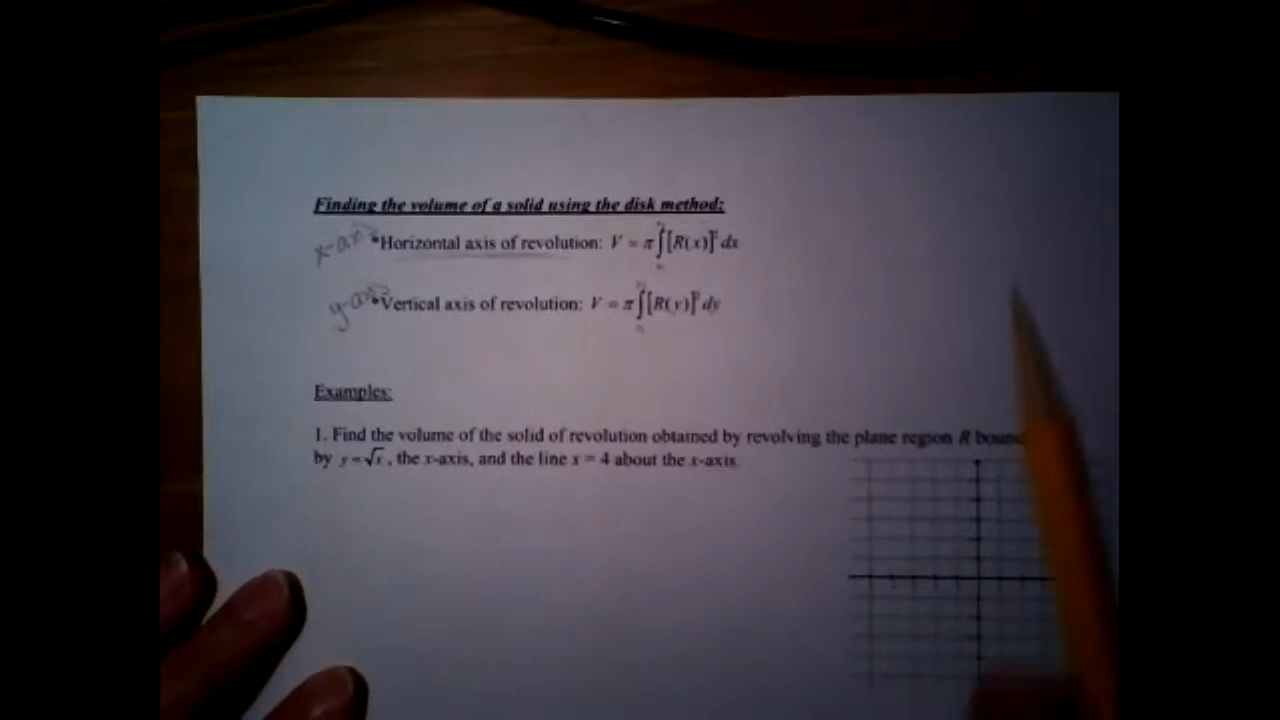 Finding the volume of a solid using the disk method:
x-axis •Horizontal axis of revolution: V = π∫[R(x)]² dx
y-axis •Vertical axis of revolution: V = π∫[R(y)]² dy
Examples:
1. Find the volume of the solid of revolution obtained by revolving the plane region R bound
by y = √x, the x-axis, and the line x = 4 about the x-axis.